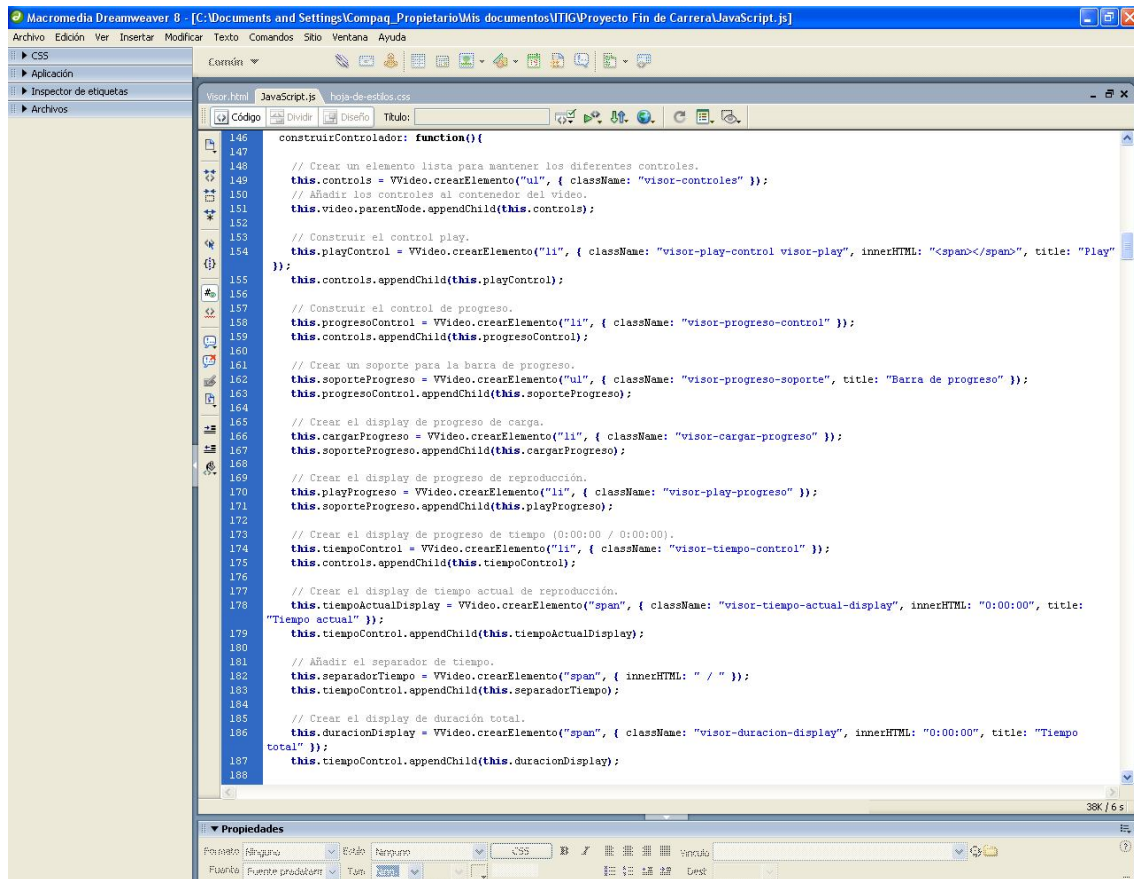 Macromedia Dreamweaver 8 - [C:\Documents and Settings\Compaq_Propietario\Mis documentos\ITIG\Proyecto Fin de Carrera\JavaScript.js]
Archivo Edición Ver Insertar Modificar Texto Comandos Sitio Ventana Ayuda
CSS
Aplicación
Inspector de etiquetas
Archivos
Común
Visor.html JavaScript.js hoja-de-estilos.css
Código Dividir Diseño Título:
146 construirControlador: function(){
147
148 // Crear un elemento lista para mantener los diferentes controles.
149 this.controls = VVideo.crearElemento("ul", { className: "visor-controles" });
150 // Añadir los controles al contenedor del vídeo.
151 this.video.parentNode.appendChild(this.controls);
152
153 // Construir el control play.
154 this.playControl = VVideo.crearElemento("li", { className: "visor-play-control visor-play", innerHTML: "<span></span>", title: "Play"
});
155 this.controls.appendChild(this.playControl);
156
157 // Construir el control de progreso.
158 this.progresoControl = VVideo.crearElemento("li", { className: "visor-progreso-control" });
159 this.controls.appendChild(this.progresoControl);
160
161 // Crear un soporte para la barra de progreso.
162 this.soporteProgreso = VVideo.crearElemento("ul", { className: "visor-progreso-soporte", title: "Barra de progreso" });
163 this.progresoControl.appendChild(this.soporteProgreso);
164
165 // Crear el display de progreso de carga.
166 this.cargarProgreso = VVideo.crearElemento("li", { className: "visor-cargar-progreso" });
167 this.soporteProgreso.appendChild(this.cargarProgreso);
168
169 // Crear el display de progreso de reproducción.
170 this.playProgreso = VVideo.crearElemento("li", { className: "visor-play-progreso" });
171 this.soporteProgreso.appendChild(this.playProgreso);
172
173 // Crear el display de progreso de tiempo (0:00:00 / 0:00:00).
174 this.tiempoControl = VVideo.crearElemento("li", { className: "visor-tiempo-control" });
175 this.controls.appendChild(this.tiempoControl);
176
177 // Crear el display de tiempo actual de reproducción.
178 this.tiempoActualDisplay = VVideo.crearElemento("span", { className: "visor-tiempo-actual-display", innerHTML: "0:00:00", title:
"Tiempo actual" });
179 this.tiempoControl.appendChild(this.tiempoActualDisplay);
180
181 // Añadir el separador de tiempo.
182 this.separadorTiempo = VVideo.crearElemento("span", { innerHTML: " / " });
183 this.tiempoControl.appendChild(this.separadorTiempo);
184
185 // Crear el display de duración total.
186 this.duracionDisplay = VVideo.crearElemento("span", { className: "visor-duracion-display", innerHTML: "0:00:00", title: "Tiempo
total" });
187 this.tiempoControl.appendChild(this.duracionDisplay);
188
38K / 6 s
Propiedades
Formato Ninguno Estilo Ninguno CSS B I Vínculo
Fuente Fuente predeterm Tam Ning. Dest